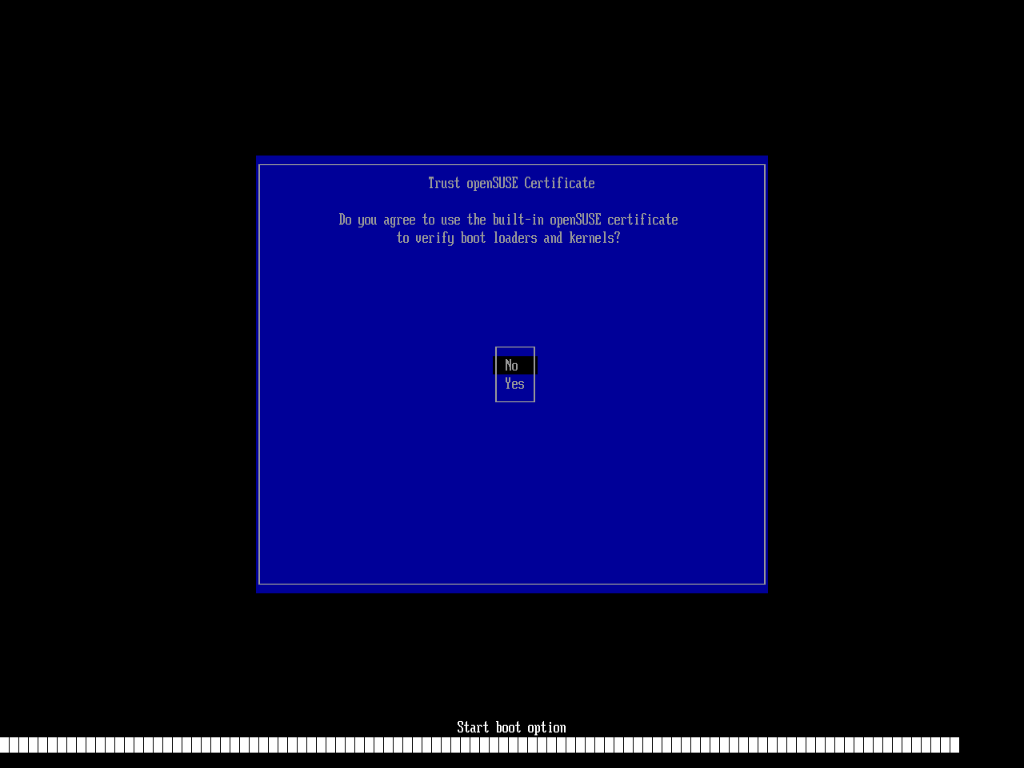 Trust openSUSE Certificate
Do you agree to use the built-in openSUSE certificate
to verify boot loaders and kernels?
No
Yes
Start boot option